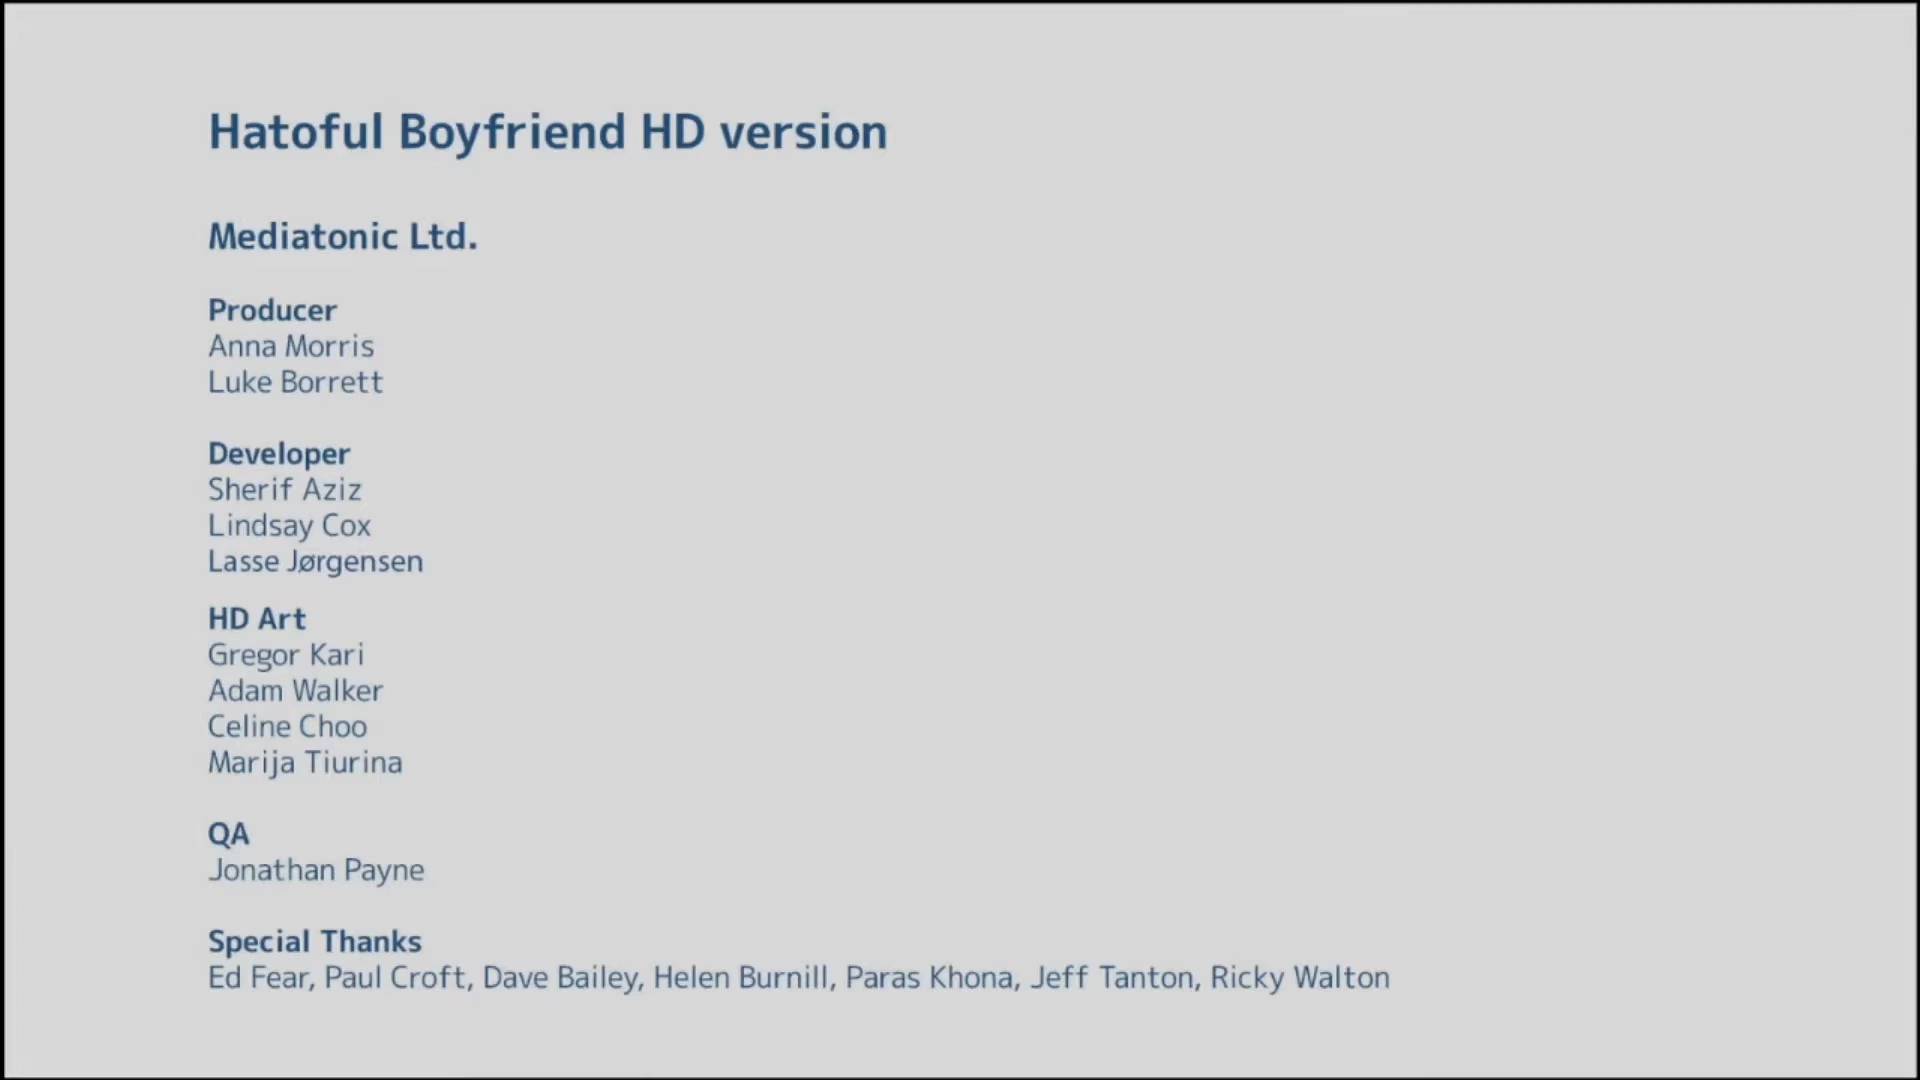 Hatoful Boyfriend HD version
Mediatonic Ltd.
Producer
Anna Morris
Luke Borrett
Developer
Sherif Aziz
Lindsay Cox
Lasse Jørgensen
HD Art
Gregor Kari
Adam Walker
Celine Choo
Marija Tiurina
QA
Jonathan Payne
Special Thanks
Ed Fear, Paul Croft, Dave Bailey, Helen Burnill, Paras Khona, Jeff Tanton, Ricky Walton